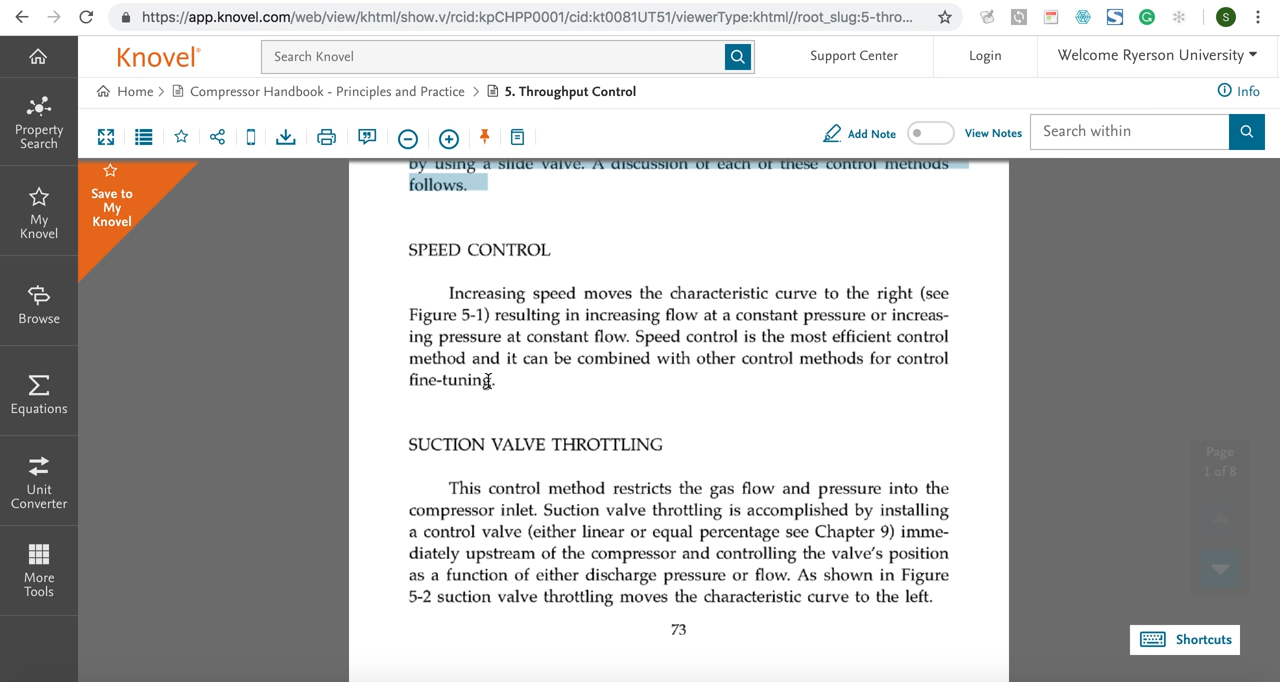 https://app.knovel.com/web/view/khtml/show.v/rcid:kpCHPP0001/cid:kt0081UT51/viewerType:khtml//root_slug:5-thro...
S
Knovel®
Search Knovel
Support Center
Login
Welcome Ryerson University
Home > Compressor Handbook - Principles and Practice > 5. Throughput Control
Info
Property
Search
My
Knovel
Browse
Equations
Unit
Converter
More
Tools
Add Note
View Notes
Search within
Save to
My
Knovel
by using a slide valve. A discussion of each of these control methods
follows.
SPEED CONTROL
Increasing speed moves the characteristic curve to the right (see
Figure 5-1) resulting in increasing flow at a constant pressure or increas-
ing pressure at constant flow. Speed control is the most efficient control
method and it can be combined with other control methods for control
fine-tuning.
SUCTION VALVE THROTTLING
This control method restricts the gas flow and pressure into the
compressor inlet. Suction valve throttling is accomplished by installing
a control valve (either linear or equal percentage see Chapter 9) imme-
diately upstream of the compressor and controlling the valve's position
as a function of either discharge pressure or flow. As shown in Figure
5-2 suction valve throttling moves the characteristic curve to the left.
73
Page
1 of 8
Shortcuts